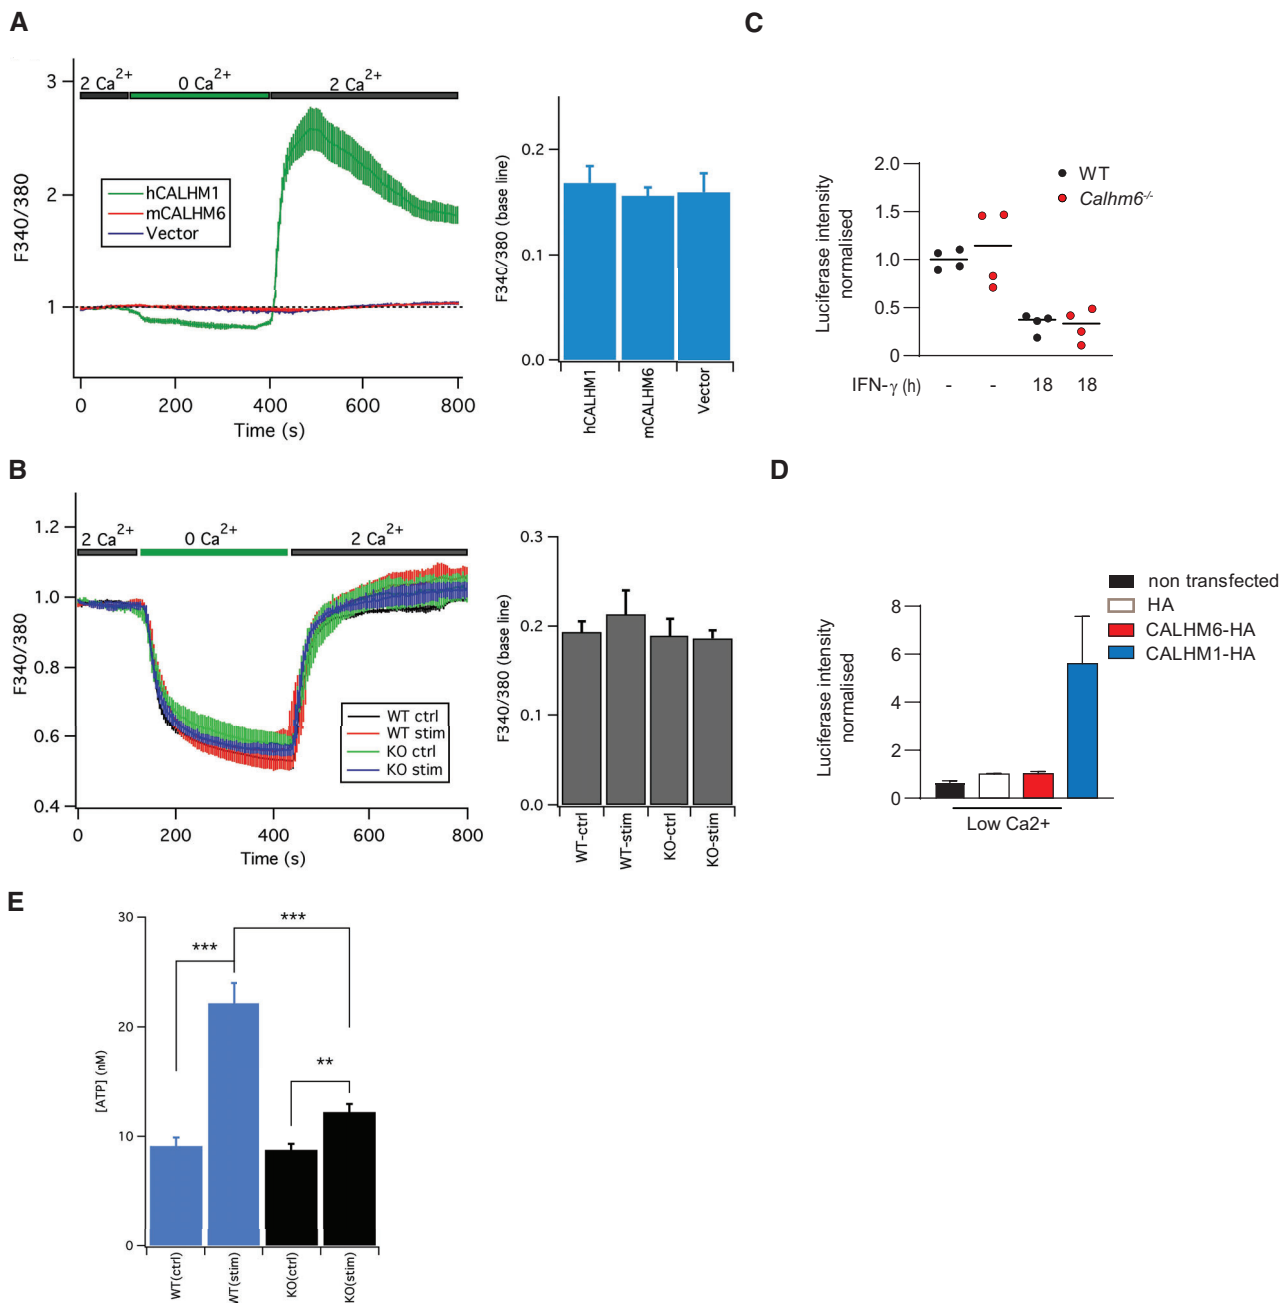 A
2 Ca2+
0 Ca2+
2 Ca2+
3
2
1
F340/380
hCALHM1
mCALHM6
Vector
0
200
400
600
800
Time (s)
0.2
0.1
0.0
F340/380 (base line)
hCALHM1
mCALHM6
Vector
C
2.0
1.5
1.0
0.5
0
Luciferase intensity
normalised
WT
Calhm6-/-
IFN-γ (h)
-
-
18
18
B
2 Ca2+
0 Ca2+
2 Ca2+
1.2
1.0
0.8
0.6
0.4
F340/380
WT ctrl
WT stim
KO ctrl
KO stim
0
200
400
600
800
Time (s)
0.3
0.2
0.1
0.0
F340/380 (base line)
WT-ctrl
WT-stim
KO-ctrl
KO-stim
D
non transfected
HA
CALHM6-HA
CALHM1-HA
8
6
4
2
0
Luciferase intensity
normalised
Low Ca2+
E
30
20
10
0
[ATP] (nM)
***
***
**
WT(ctrl)
WT(stim)
KO(ctrl)
KO(stim)